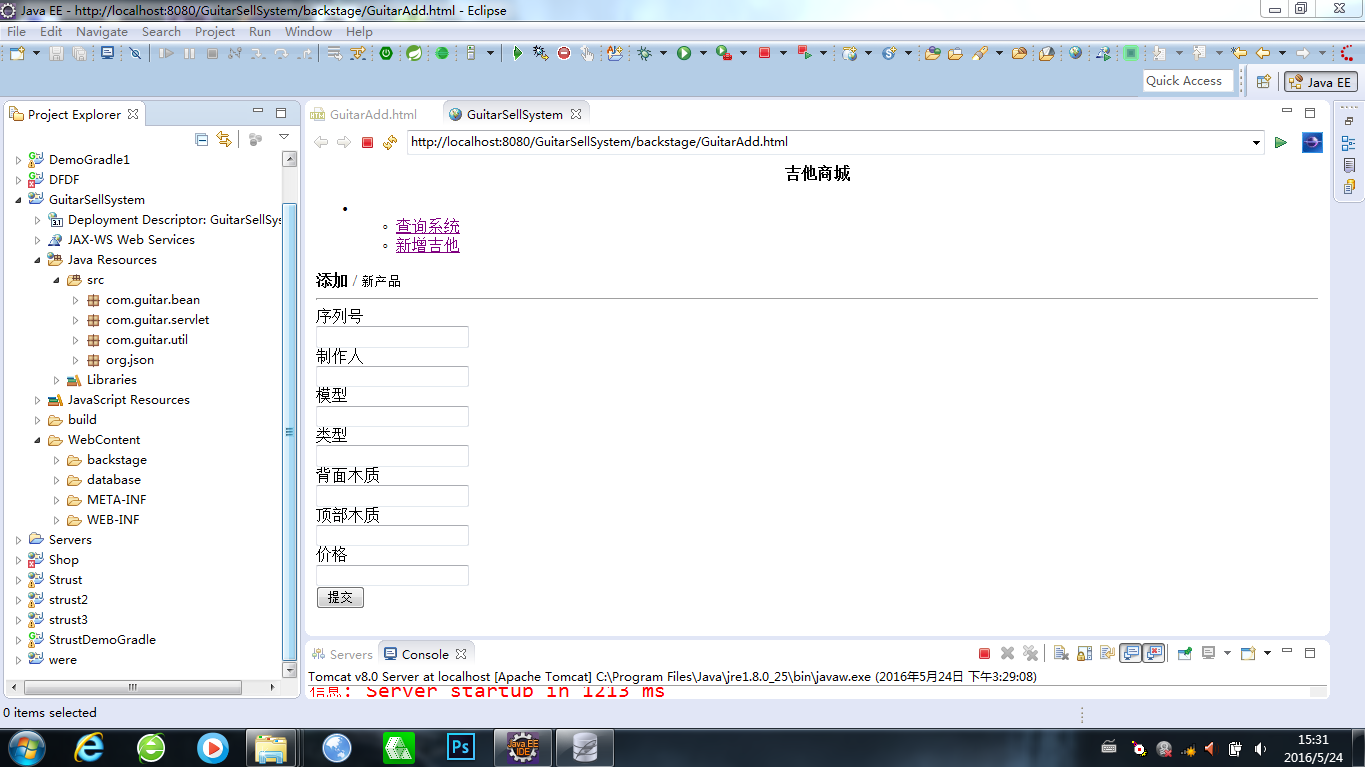 Java EE - http://localhost:8080/GuitarSellSystem/backstage/GuitarAdd.html - Eclipse
File Edit Navigate Search Project Run Window Help
Quick Access
Java EE
Project Explorer
DemoGradle1
DFDF
GuitarSellSystem
Deployment Descriptor: GuitarSellSys
JAX-WS Web Services
Java Resources
src
com.guitar.bean
com.guitar.servlet
com.guitar.util
org.json
Libraries
JavaScript Resources
build
WebContent
backstage
database
META-INF
WEB-INF
Servers
Shop
Strust
strust2
strust3
StrustDemoGradle
were
GuitarAdd.html GuitarSellSystem
http://localhost:8080/GuitarSellSystem/backstage/GuitarAdd.html
吉他商城
查询系统
新增吉他
添加 / 新产品
序列号
制作人
模型
类型
背面木质
顶部木质
价格
提交
Servers Console
Tomcat v8.0 Server at localhost [Apache Tomcat] C:\Program Files\Java\jre1.8.0_25\bin\javaw.exe (2016年5月24日 下午3:29:08)
信息: Server startup in 1213 ms
0 items selected
Ps
Java EE
IDE
15:31
2016/5/24